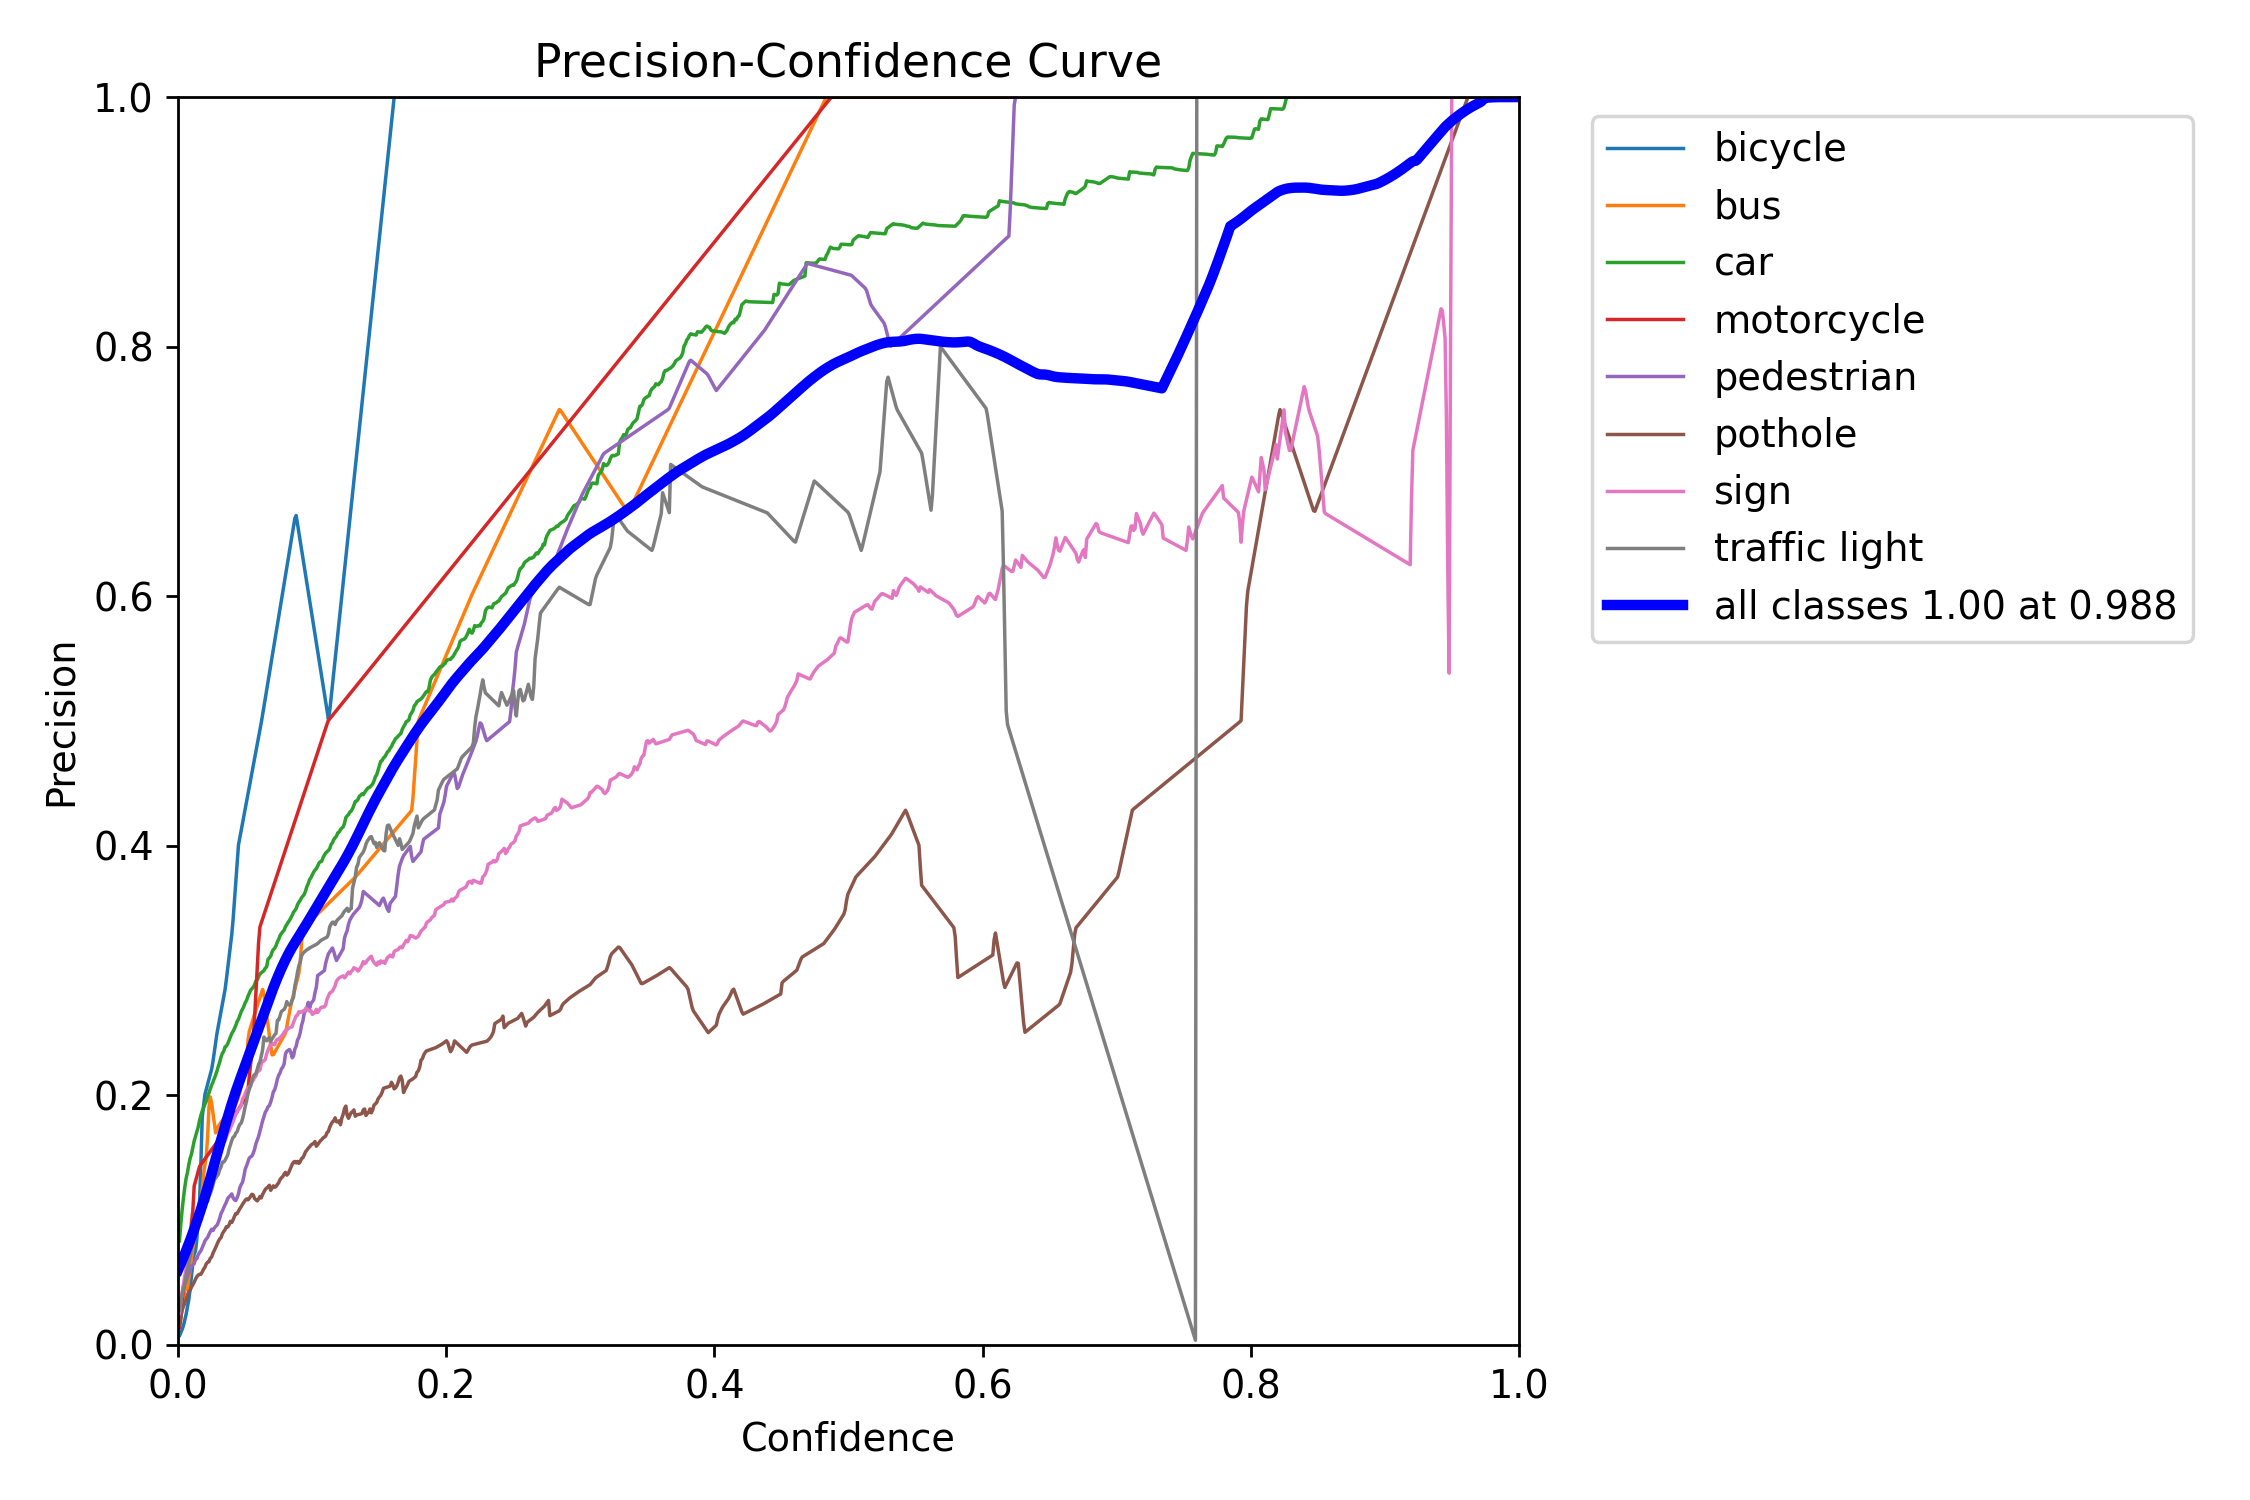 Precision-Confidence Curve
1.0
0.8
0.6
0.4
0.2
0.0
Precision
0.0 0.2 0.4 0.6 0.8 1.0
Confidence
bicycle
bus
car
motorcycle
pedestrian
pothole
sign
traffic light
all classes 1.00 at 0.988